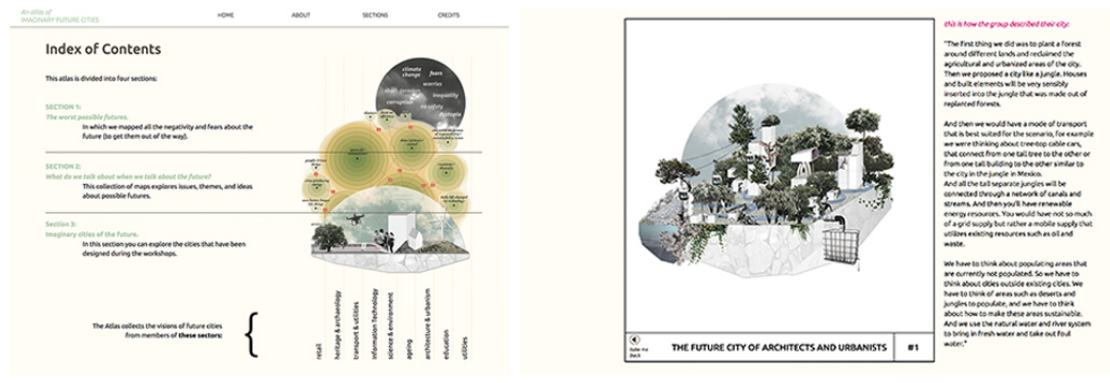 An atlas of
IMAGINARY FUTURE CITIES
HOME
ABOUT
SECTIONS
CREDITS
Index of Contents
This atlas is divided into four sections:
SECTION 1:
The worst possible futures.
In which we mapped all the negativity and fears about the
future (to get them out of the way).
SECTION 2:
What do we talk about when we talk about the future?
This collection of maps explores issues, themes, and ideas
about possible futures.
Section 3:
Imaginary cities of the future.
In this section you can explore the cities that have been
designed during the workshops.
The Atlas collects the visions of future cities
from members of these sectors:
climate
change
fears
worries
inequality
corruption
dystopia
retail
heritage & archaeology
transport & utilities
Information Technology
science & environment
ageing
architecture & urbanism
education
utilities
take me
back
THE FUTURE CITY OF ARCHITECTS AND URBANISTS
#1
this is how the group described their city:
"The first thing we did was to plant a forest
around different lands and reclaimed the
agricultural and urbanized areas of the city.
Then we proposed a city like a jungle. Houses
and built elements will be very sensibly
inserted into the jungle that was made out of
replanted forests.
And then we would have a mode of transport
that is best suited for the scenario, for example
we were thinking about tree-top cable cars,
that connect from one tall tree to the other or
from one tall building to the other similar to
the city in the jungle in Mexico.
And all the tall separate jungles will be
connected through a network of canals and
streams. And then you'll have renewable
energy resources. You would have not so much
of a-grid supply but rather a mobile supply that
utilizes existing resources such as oil and
waste.
We have to think about populating areas that
are currently not populated. So we have to
think about cities outside existing cities. We
have to think of areas such as deserts and
jungles to populate, and we have to think
about how to make these areas sustainable.
And we use the natural water and river system
to bring in fresh water and take out foul
water."